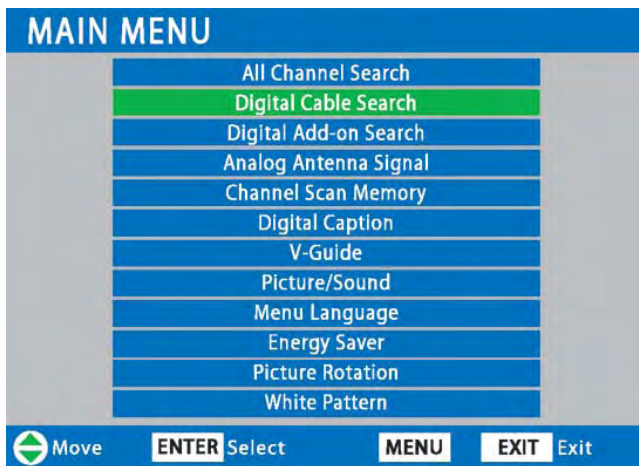 MAIN MENU
All Channel Search
Digital Cable Search
Digital Add-on Search
Analog Antenna Signal
Channel Scan Memory
Digital Caption
V-Guide
Picture/Sound
Menu Language
Energy Saver
Picture Rotation
White Pattern
Move ENTER Select MENU EXIT Exit